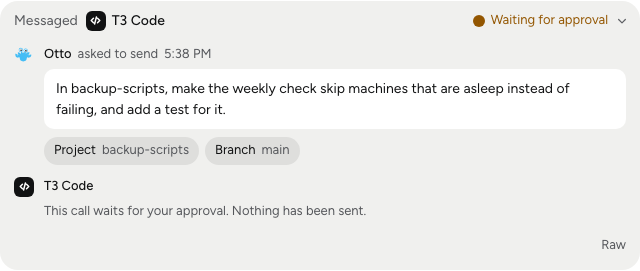 Messaged T3 Code Waiting for approval
Otto asked to send 5:38 PM
In backup-scripts, make the weekly check skip machines that are asleep instead of
failing, and add a test for it.
Project backup-scripts Branch main
T3 Code
This call waits for your approval. Nothing has been sent.
Raw